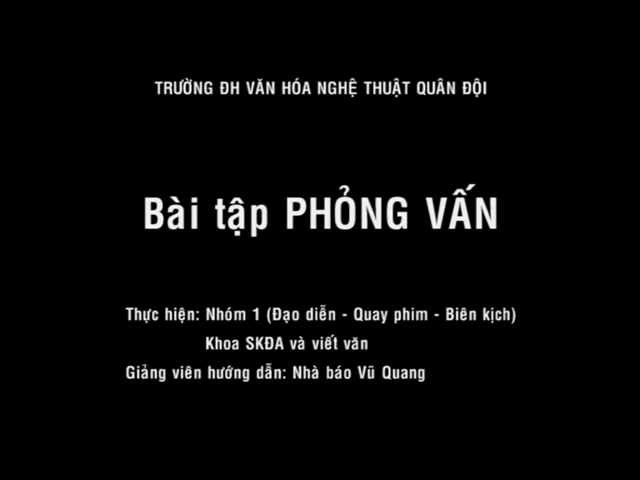 TRƯỜNG ĐH VĂN HÓA NGHỆ THUẬT QUÂN ĐỘI
Bài tập PHỎNG VẤN
Thực hiện: Nhóm 1 (Đạo diễn - Quay phim - Biên kịch)
Khoa SKĐA và viết văn
Giảng viên hướng dẫn: Nhà báo Vũ Quang